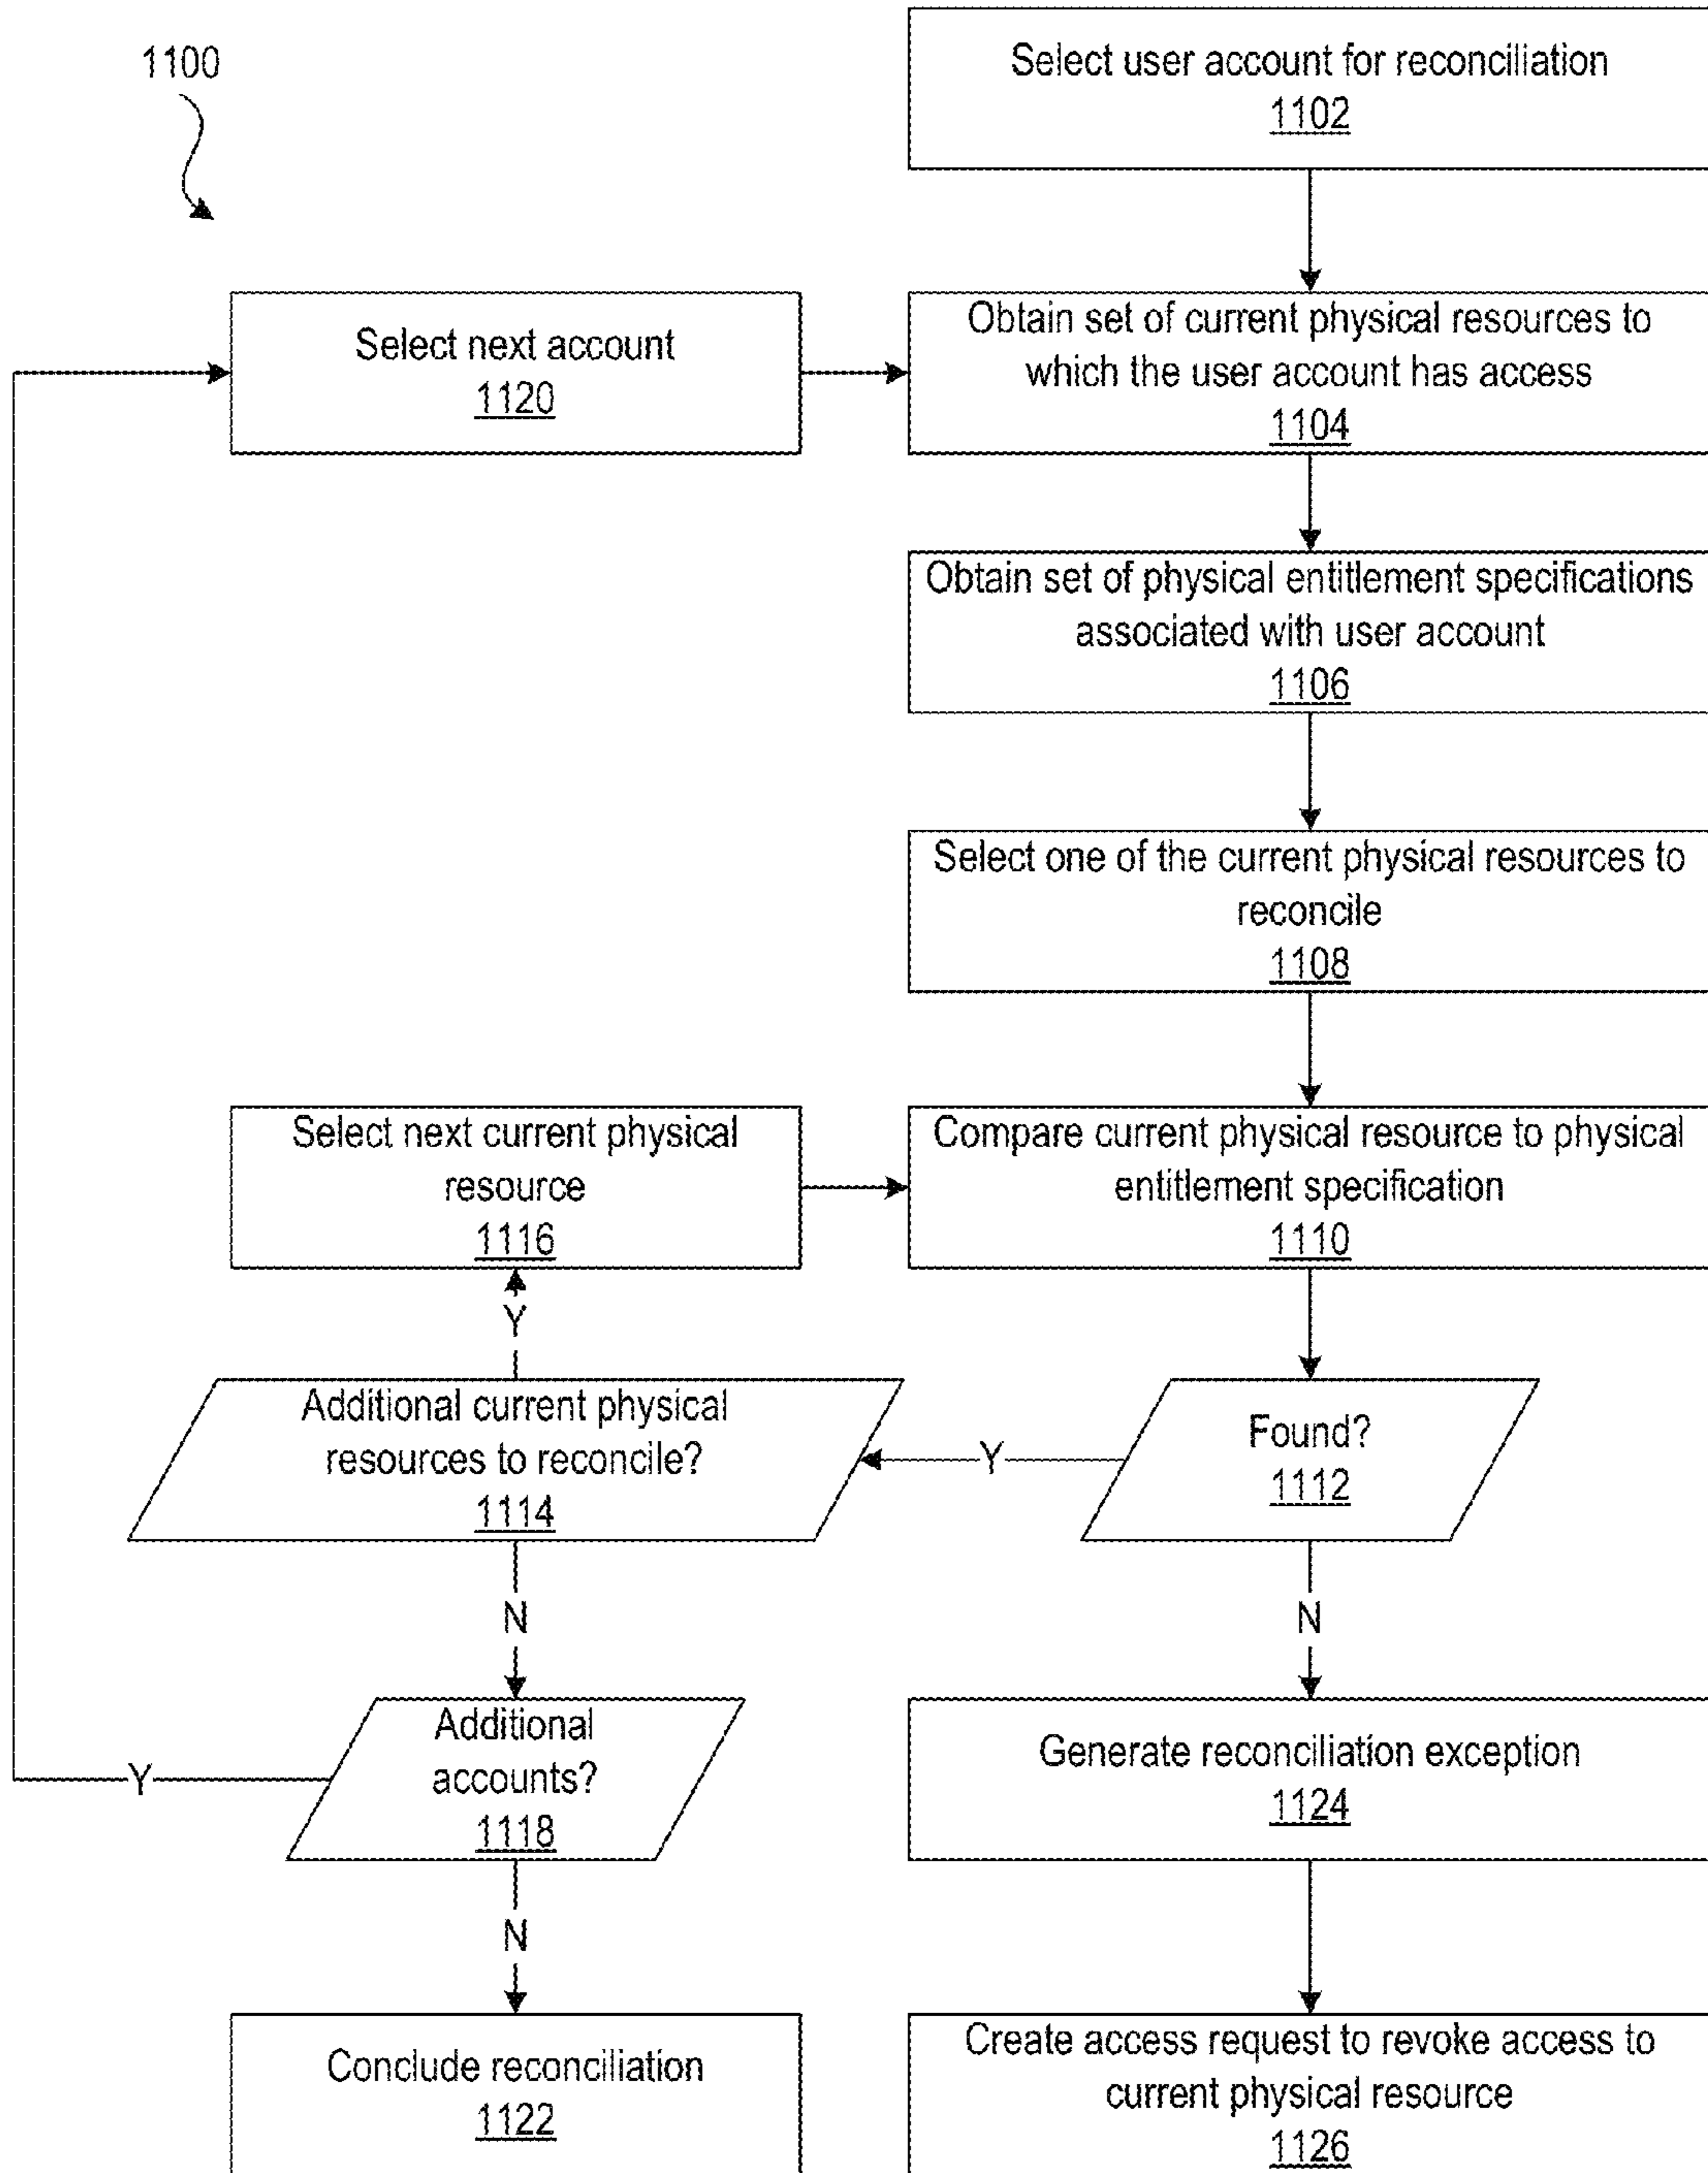 1100
Select user account for reconciliation
1102
Select next account
1120
Obtain set of current physical resources to
which the user account has access
1104
Obtain set of physical entitlement specifications
associated with user account
1106
Select one of the current physical resources to
reconcile
1108
Select next current physical
resource
1116
Compare current physical resource to physical
entitlement specification
1110
Y
Additional current physical
resources to reconcile?
1114
Y
Found?
1112
N
N
Additional
accounts?
1118
Y
Generate reconciliation exception
1124
N
Conclude reconciliation
1122
Create access request to revoke access to
current physical resource
1126